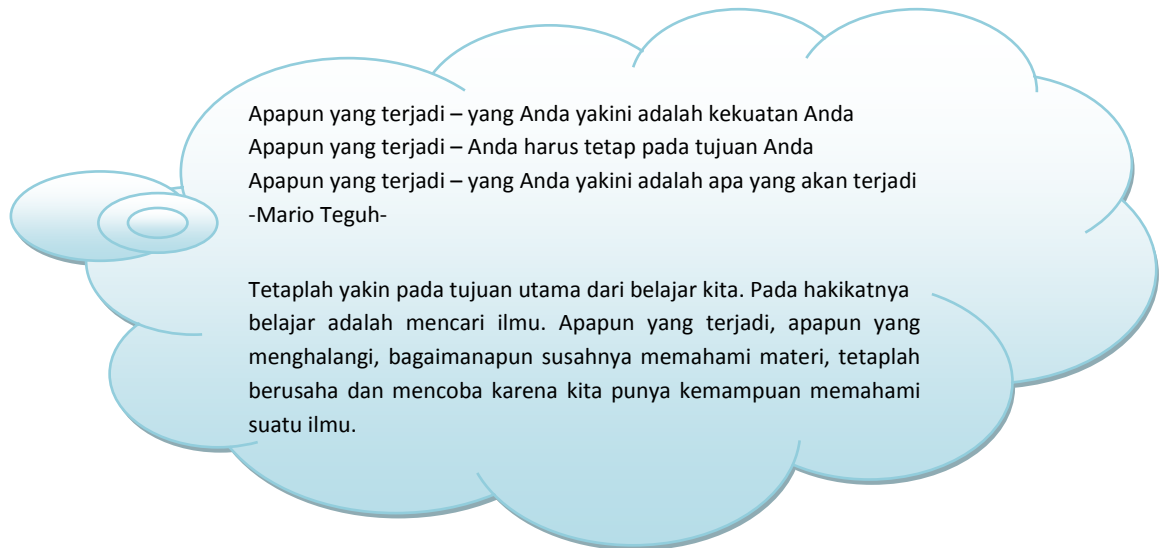 Apapun yang terjadi – yang Anda yakini adalah kekuatan Anda
Apapun yang terjadi – Anda harus tetap pada tujuan Anda
Apapun yang terjadi – yang Anda yakini adalah apa yang akan terjadi
-Mario Teguh-
Tetaplah yakin pada tujuan utama dari belajar kita. Pada hakikatnya
belajar adalah mencari ilmu. Apapun yang terjadi, apapun yang
menghalangi, bagaimanapun susahnya memahami materi, tetaplah
berusaha dan mencoba karena kita punya kemampuan memahami
suatu ilmu.